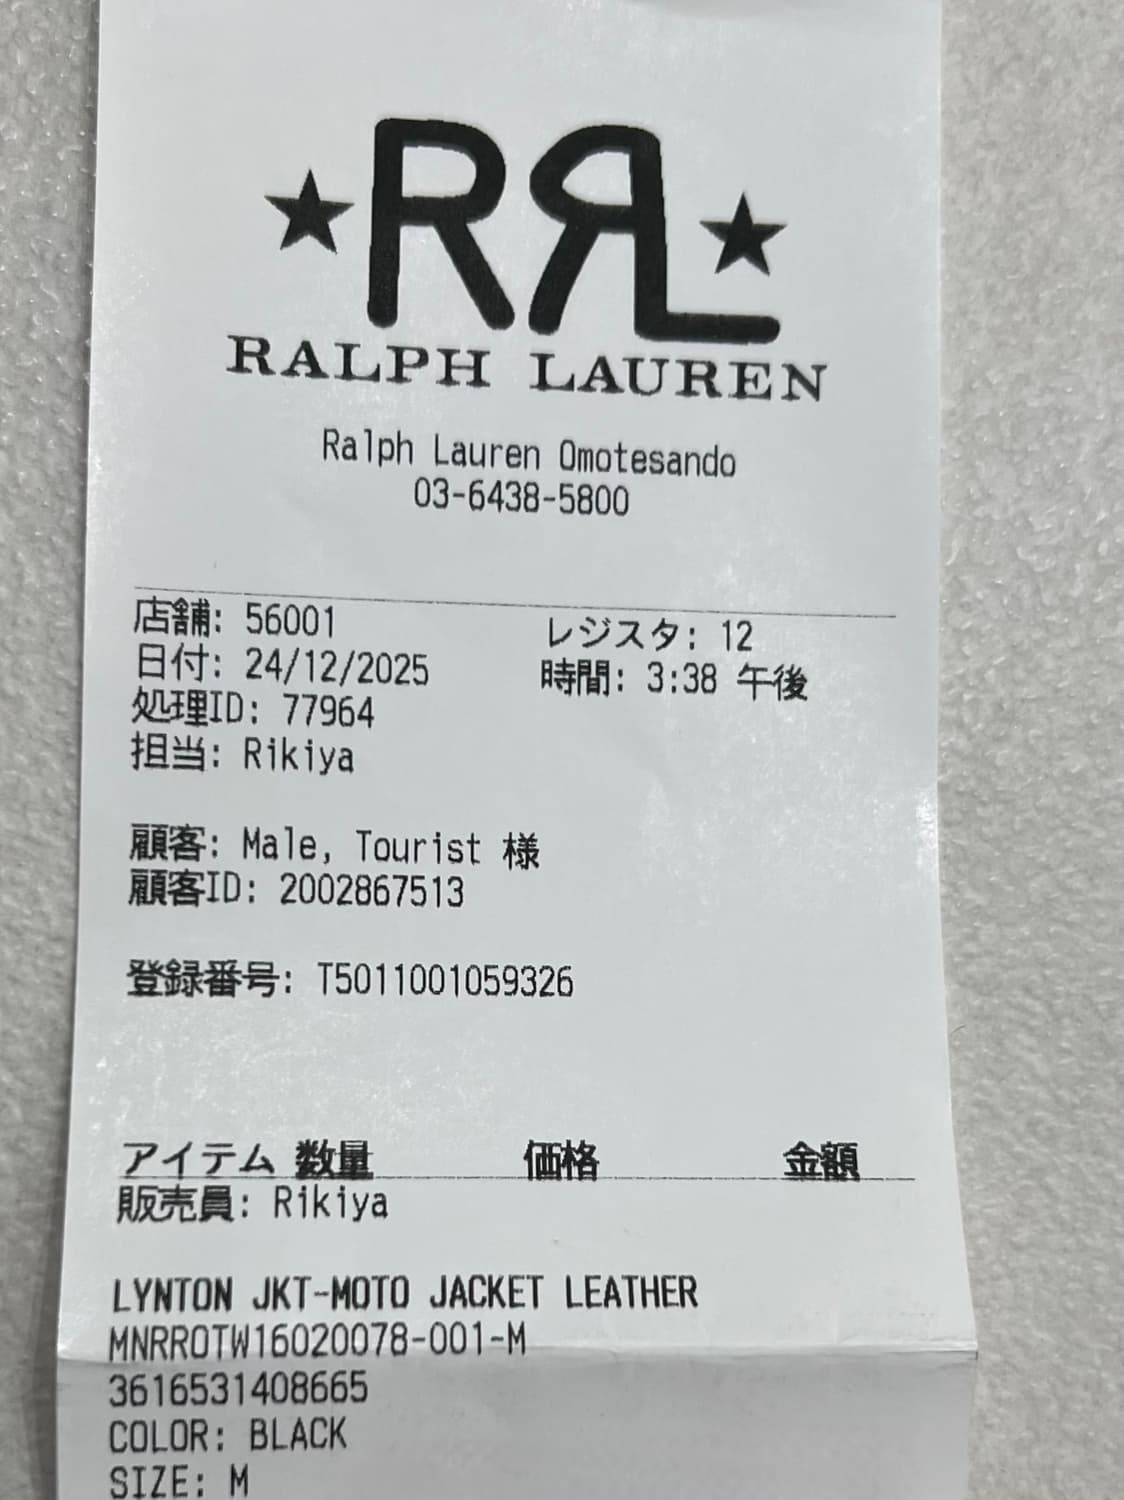 RRL
RALPH LAUREN
Ralph Lauren Omotesando
03-6438-5800
店舗: 56001 レジスタ: 12
日付: 24/12/2025 時間: 3:38 午後
処理ID: 77964
担当: Rikiya
顧客: Male, Tourist 様
顧客ID: 2002867513
登録番号: T5011001059326
アイテム 数量 価格 金額
販売員: Rikiya
LYNTON JKT-MOTO JACKET LEATHER
MNRROTW16020078-001-M
3616531408665
COLOR: BLACK
SIZE: M